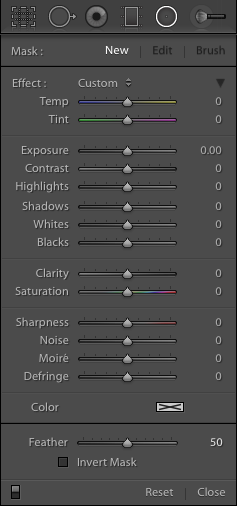 Mask : New | Edit | Brush
Effect : Custom
Temp 0
Tint 0
Exposure 0.00
Contrast 0
Highlights 0
Shadows 0
Whites 0
Blacks 0
Clarity 0
Saturation 0
Sharpness 0
Noise 0
Moiré 0
Defringe 0
Color
Feather 50
Invert Mask
Reset | Close